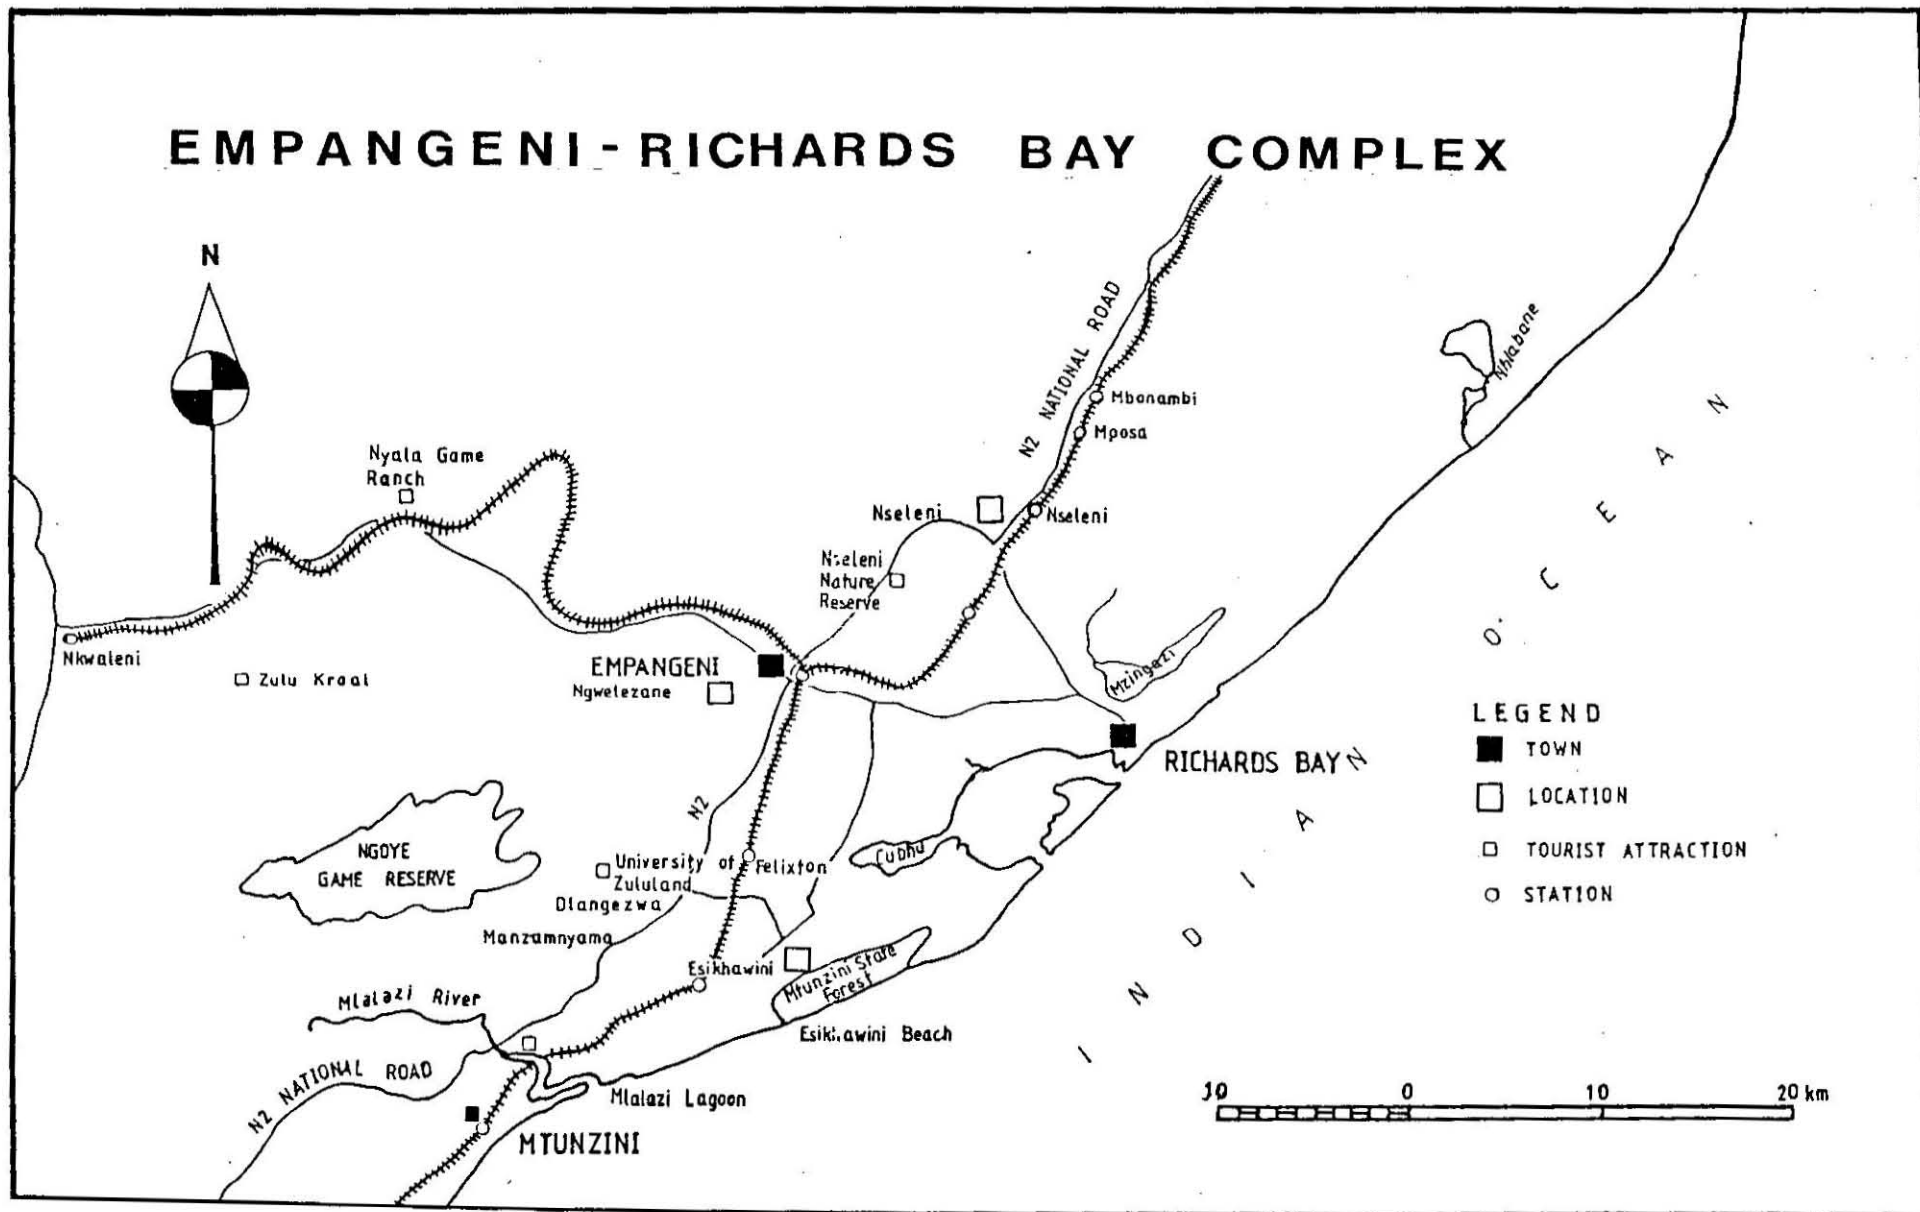 EMPANGENI-RICHARDS BAY COMPLEX
N
N2 NATIONAL ROAD
Nhlabane
Mbonambi
Mposa
Nyala Game
Ranch
Nseleni
Nseleni
Nseleni
Nature
Reserve
Nkwaleni
Zulu Kraal
EMPANGENI
Ngwelezane
Mzingazi
RICHARDS BAY
INDIAN OCEAN
LEGEND
TOWN
LOCATION
TOURIST ATTRACTION
STATION
N2
NGOYE
GAME RESERVE
University of
Zululand
Felixton
Cubhu
Dlangezwa
Manzamnyama
Esikhawini
Mtunzini State
Forest
Esikhawini Beach
Mlalazi River
N2 NATIONAL ROAD
Mlalazi Lagoon
MTUNZINI
10 0 10 20 km